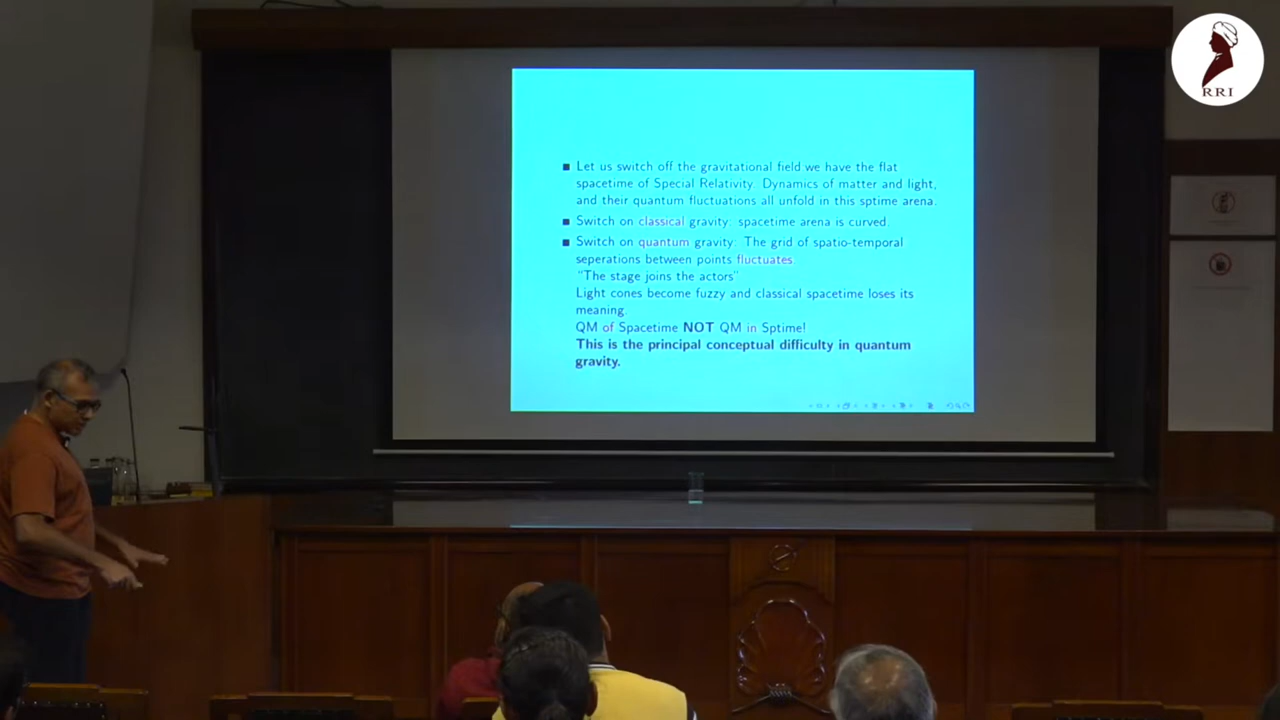 RRI
■ Let us switch off the gravitational field we have the flat
spacetime of Special Relativity. Dynamics of matter and light,
and their quantum fluctuations all unfold in this sptime arena.
■ Switch on classical gravity: spacetime arena is curved.
■ Switch on quantum gravity: The grid of spatio-temporal
seperations between points fluctuates.
"The stage joins the actors"
Light cones become fuzzy and classical spacetime loses its
meaning.
QM of Spacetime NOT QM in Sptime!
This is the principal conceptual difficulty in quantum
gravity.